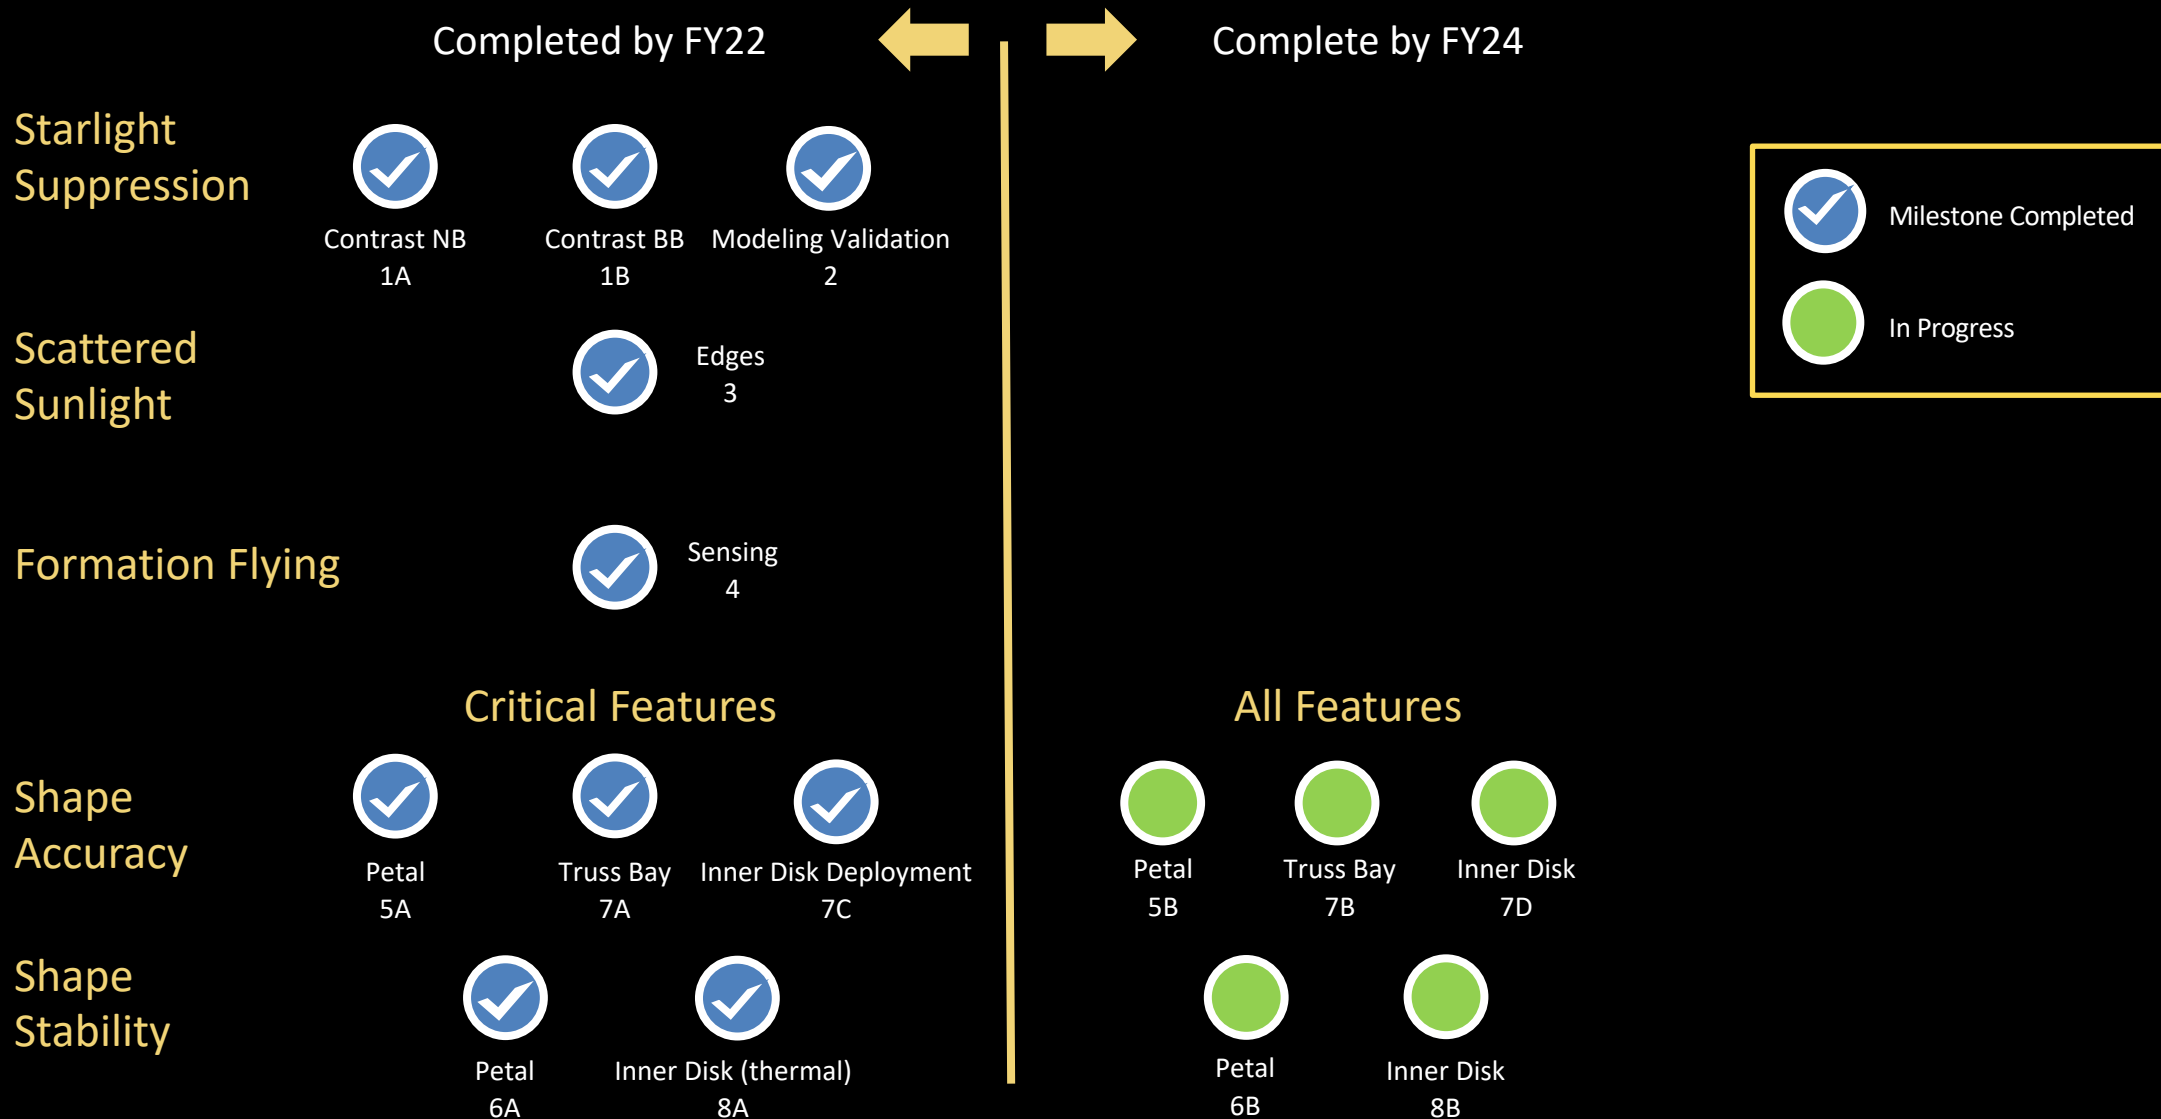 Completed by FY22
Complete by FY24
Starlight
Suppression
Contrast NB
1A
Contrast BB
1B
Modeling Validation
2
Milestone Completed
In Progress
Scattered
Sunlight
Edges
3
Formation Flying
Sensing
4
Critical Features
All Features
Shape
Accuracy
Petal
5A
Truss Bay
7A
Inner Disk Deployment
7C
Petal
5B
Truss Bay
7B
Inner Disk
7D
Shape
Stability
Petal
6A
Inner Disk (thermal)
8A
Petal
6B
Inner Disk
8B